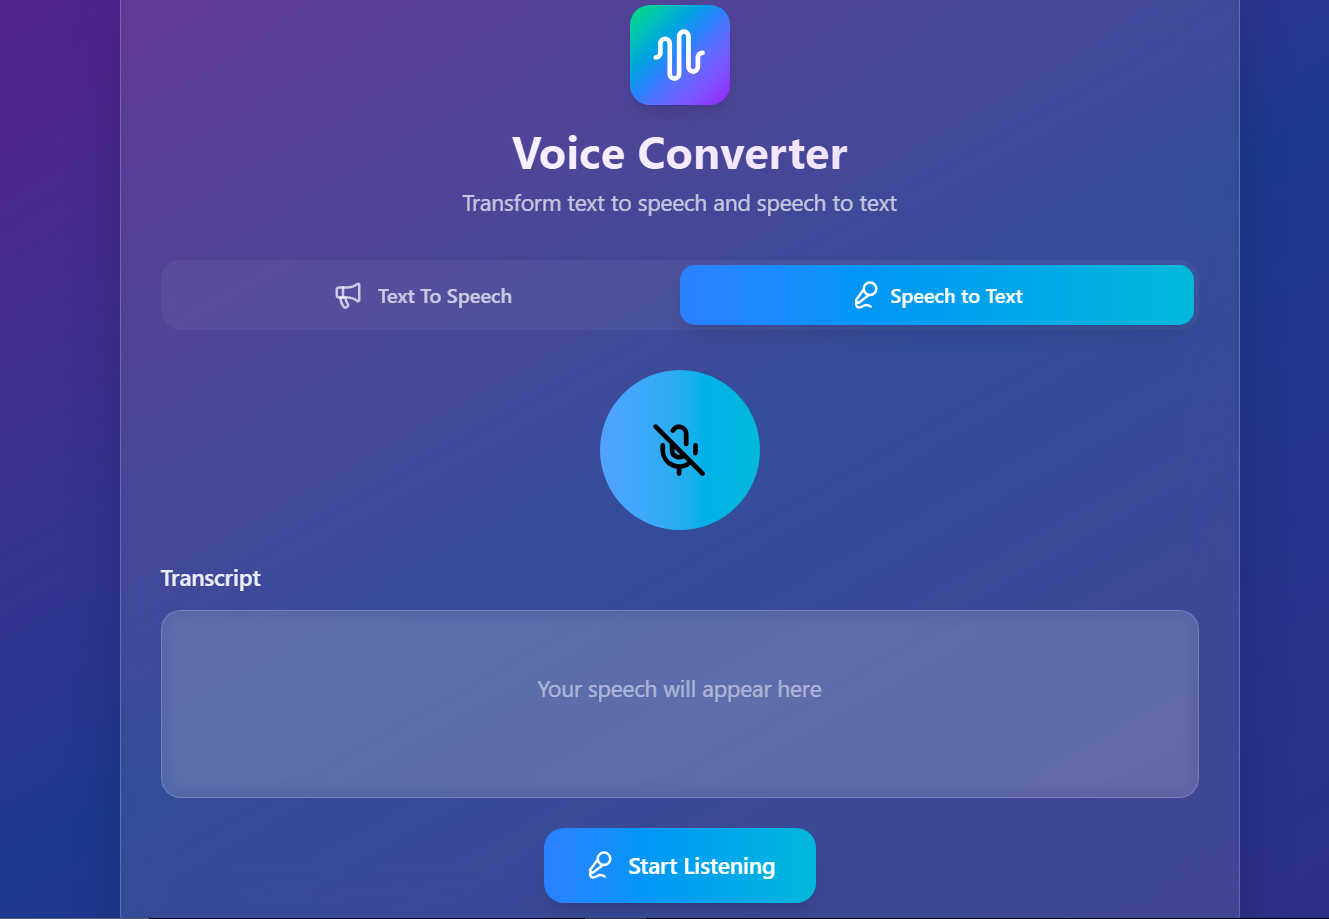 Voice Converter
Transform text to speech and speech to text
Text To Speech
Speech to Text
Transcript
Your speech will appear here
Start Listening